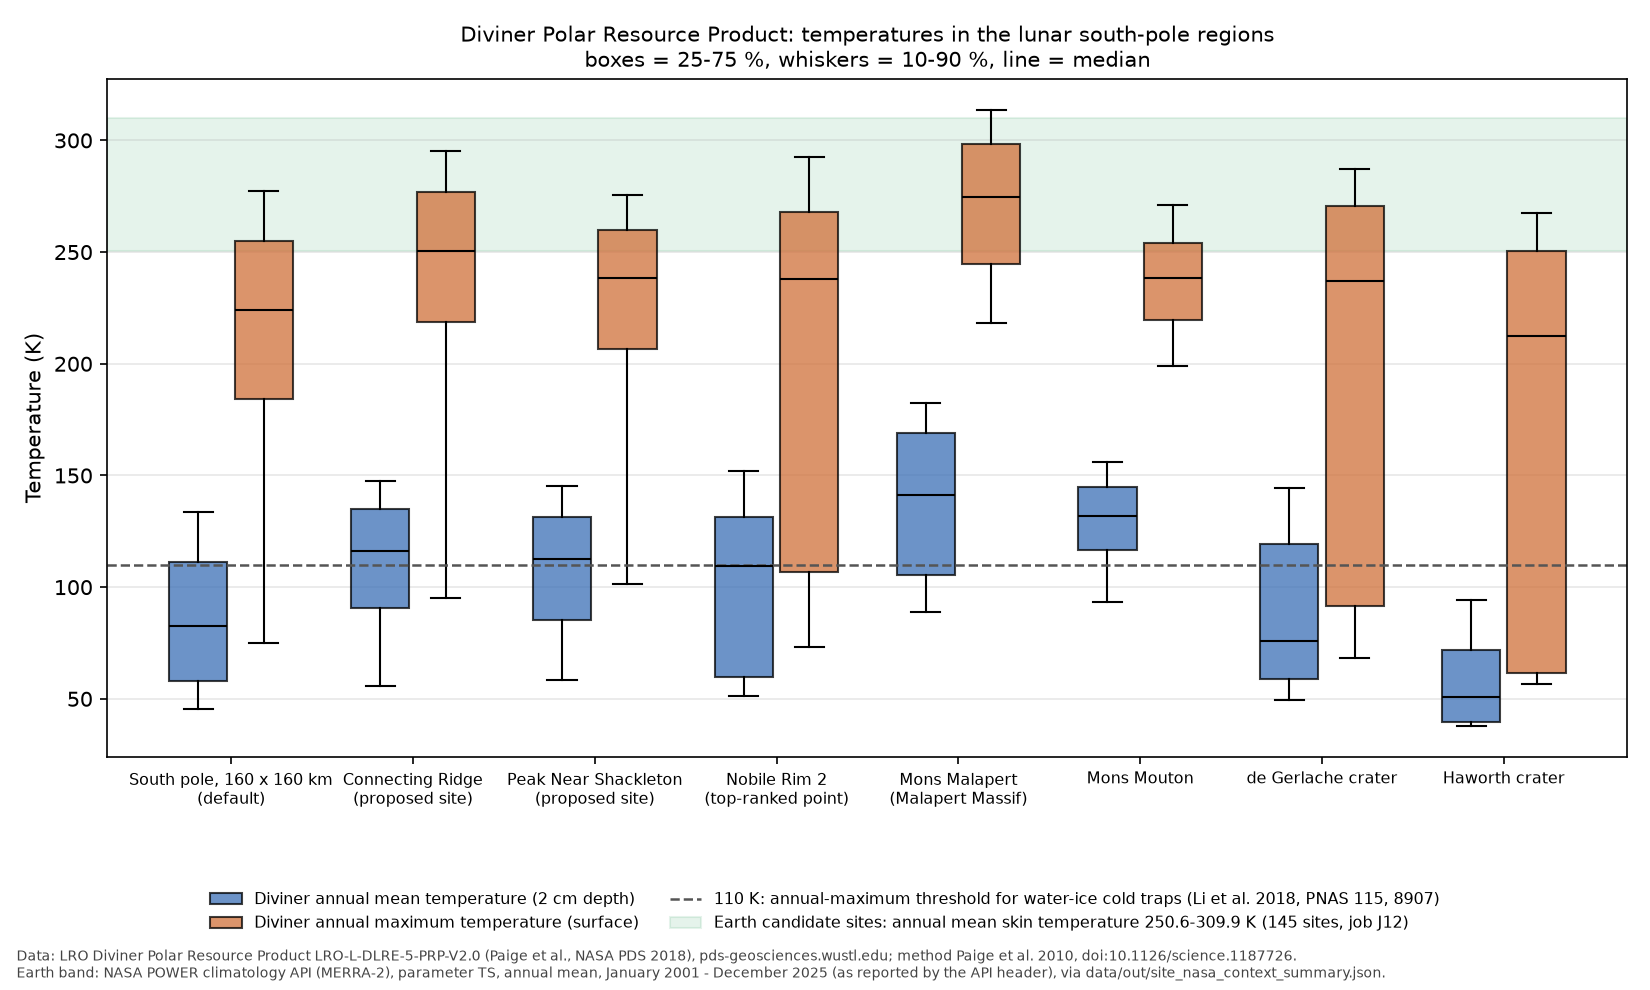 Diviner Polar Resource Product: temperatures in the lunar south-pole regions
boxes = 25-75 %, whiskers = 10-90 %, line = median
Temperature (K)
300
250
200
150
100
50
South pole, 160 x 160 km
(default)
Connecting Ridge
(proposed site)
Peak Near Shackleton
(proposed site)
Nobile Rim 2
(top-ranked point)
Mons Malapert
(Malapert Massif)
Mons Mouton
de Gerlache crater
Haworth crater
Diviner annual mean temperature (2 cm depth)
Diviner annual maximum temperature (surface)
110 K: annual-maximum threshold for water-ice cold traps (Li et al. 2018, PNAS 115, 8907)
Earth candidate sites: annual mean skin temperature 250.6-309.9 K (145 sites, job J12)
Data: LRO Diviner Polar Resource Product LRO-L-DLRE-5-PRP-V2.0 (Paige et al., NASA PDS 2018), pds-geosciences.wustl.edu; method Paige et al. 2010, doi:10.1126/science.1187726.
Earth band: NASA POWER climatology API (MERRA-2), parameter TS, annual mean, January 2001 - December 2025 (as reported by the API header), via data/out/site_nasa_context_summary.json.